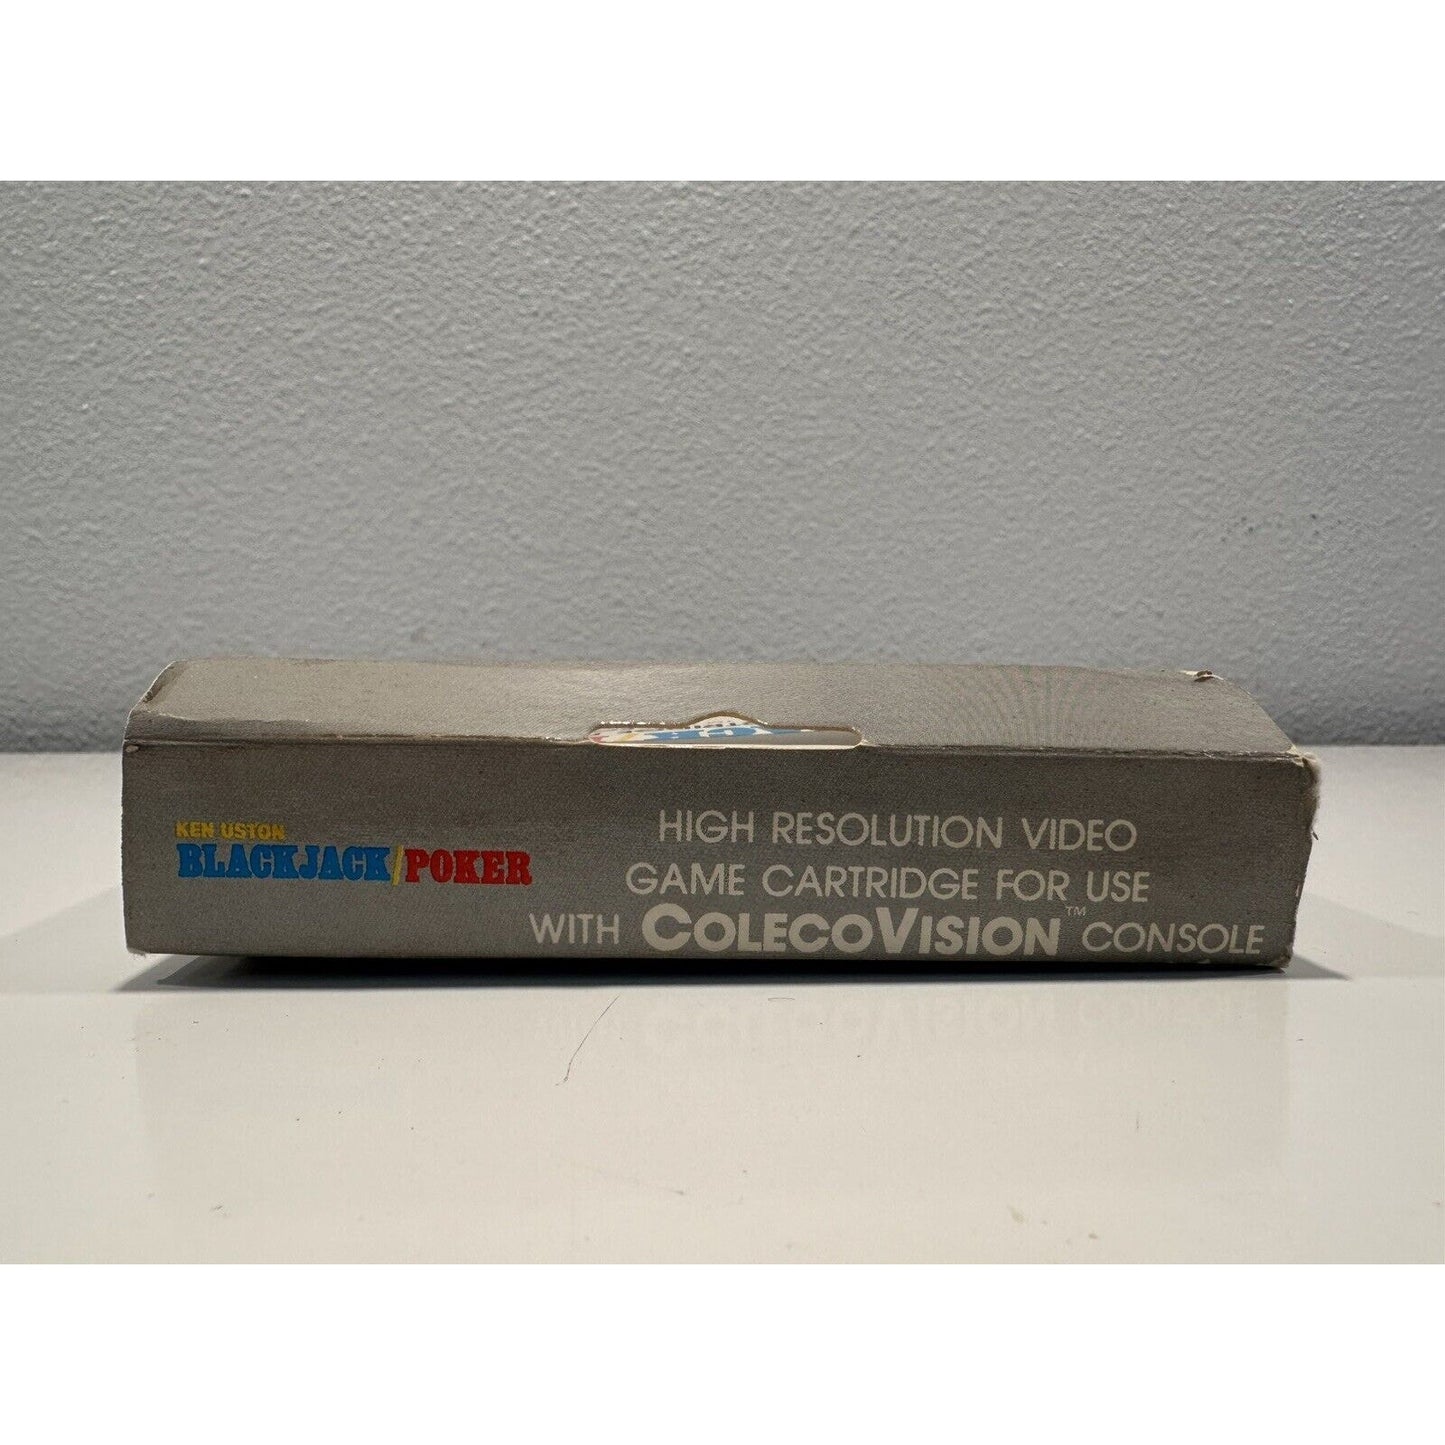 KEN USTON
BLACKJACK/POKER
HIGH RESOLUTION VIDEO
GAME CARTRIDGE FOR USE
WITH COLECOVISION™ CONSOLE